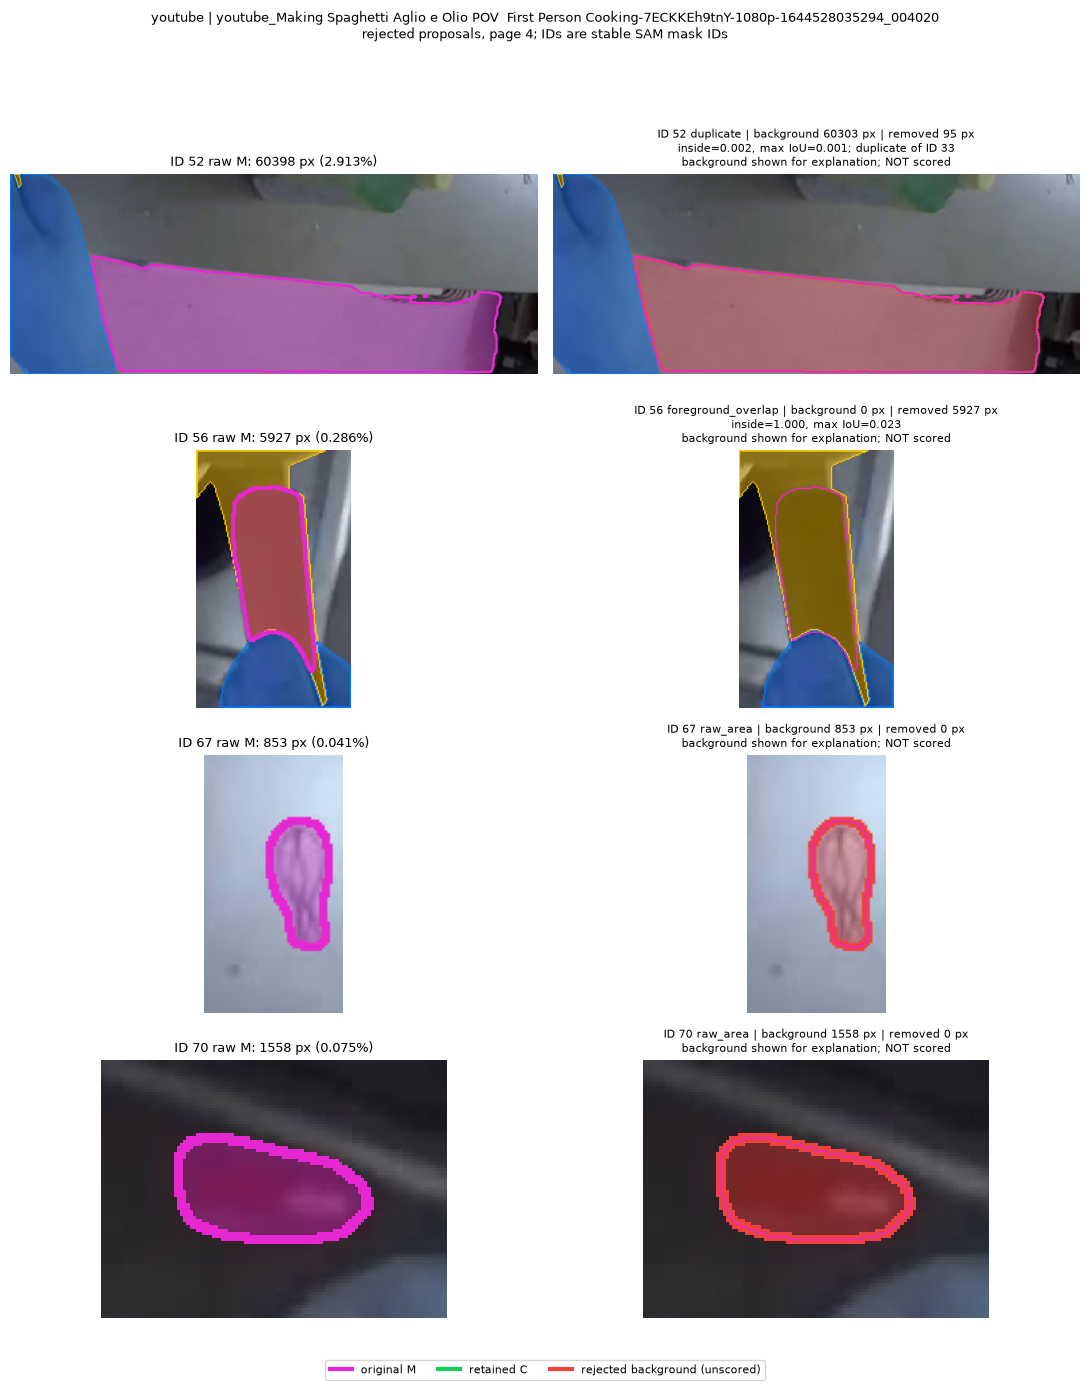 youtube | youtube_Making Spaghetti Aglio e Olio POV  First Person Cooking-7ECKKEh9tnY-1080p-1644528035294_004020
rejected proposals, page 4; IDs are stable SAM mask IDs
ID 52 raw M: 60398 px (2.913%)
ID 52 duplicate | background 60303 px | removed 95 px
inside=0.002, max IoU=0.001; duplicate of ID 33
background shown for explanation; NOT scored
ID 56 raw M: 5927 px (0.286%)
ID 56 foreground_overlap | background 0 px | removed 5927 px
inside=1.000, max IoU=0.023
background shown for explanation; NOT scored
ID 67 raw M: 853 px (0.041%)
ID 67 raw_area | background 853 px | removed 0 px
background shown for explanation; NOT scored
ID 70 raw M: 1558 px (0.075%)
ID 70 raw_area | background 1558 px | removed 0 px
background shown for explanation; NOT scored
original M
retained C
rejected background (unscored)